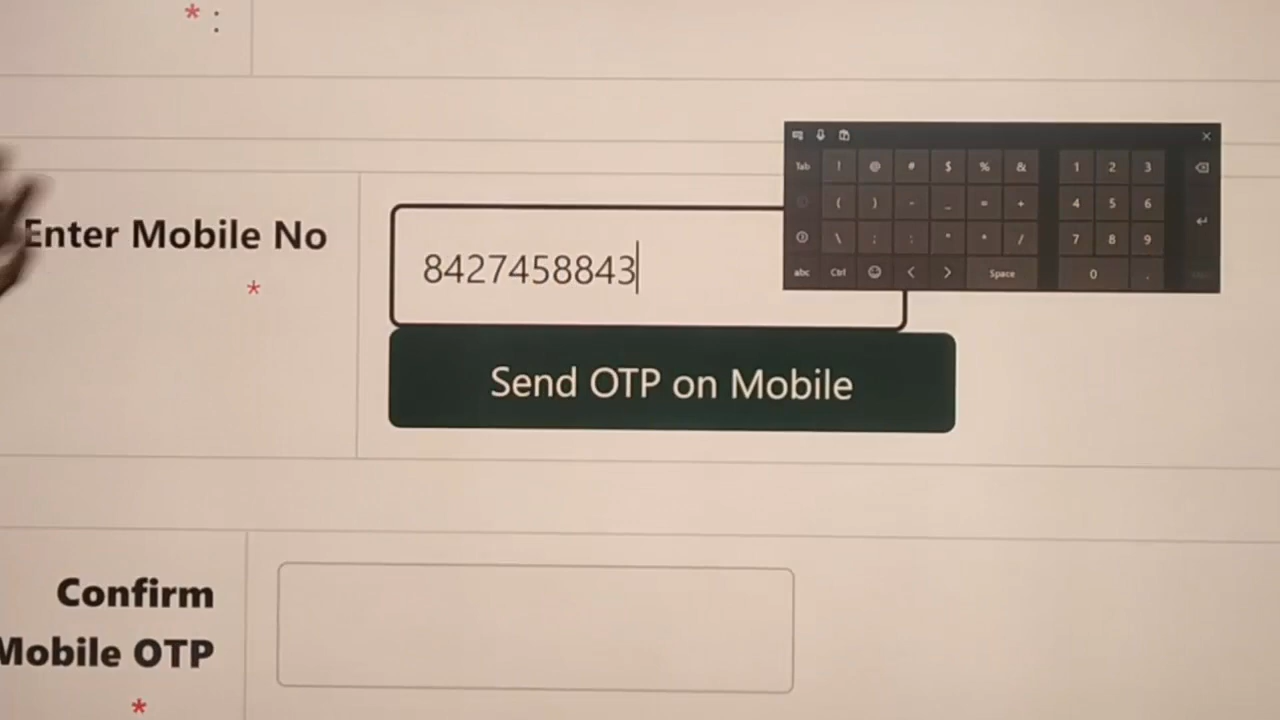 * :
Enter Mobile No
*
8427458843
Send OTP on Mobile
Tab ! @ # $ % & 1 2 3
( ) - _ = + 4 5 6
\ ; : " * / 7 8 9
abc Ctrl < > Space 0 .
Confirm
Mobile OTP
*